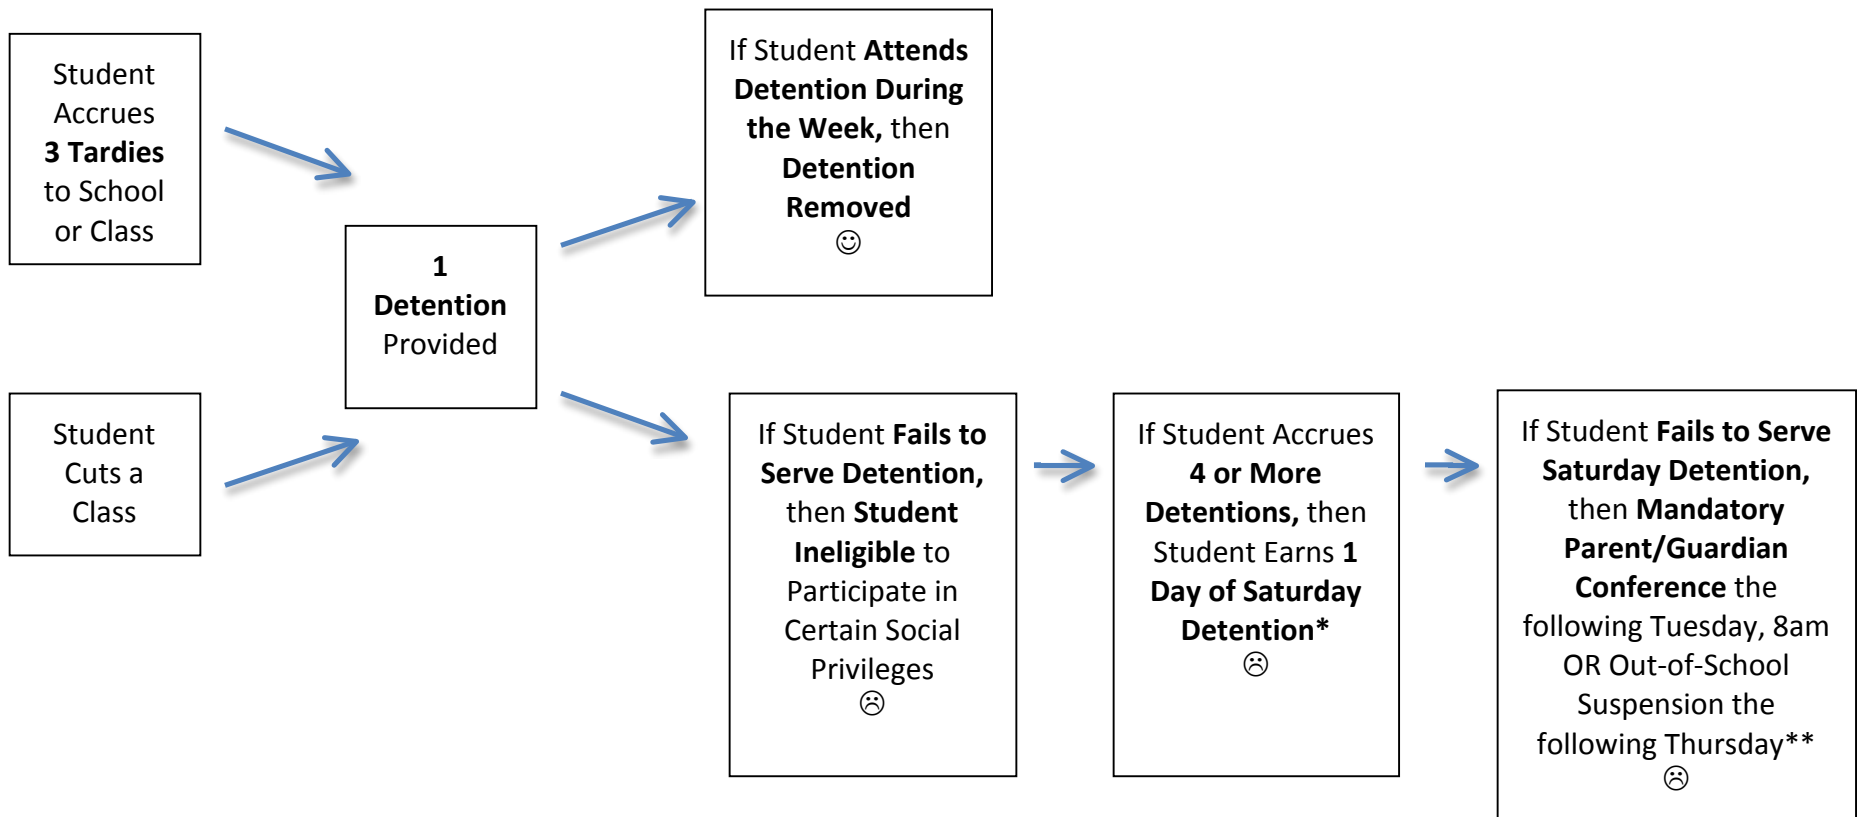 Student
Accrues
3 Tardies
to School
or Class
Student
Cuts a
Class
1
Detention
Provided
If Student Attends
Detention During
the Week, then
Detention
Removed
☺
If Student Fails to
Serve Detention,
then Student
Ineligible to
Participate in
Certain Social
Privileges
☹
If Student Accrues
4 or More
Detentions, then
Student Earns 1
Day of Saturday
Detention*
☹
If Student Fails to Serve
Saturday Detention,
then Mandatory
Parent/Guardian
Conference the
following Tuesday, 8am
OR Out-of-School
Suspension the
following Thursday**
☹